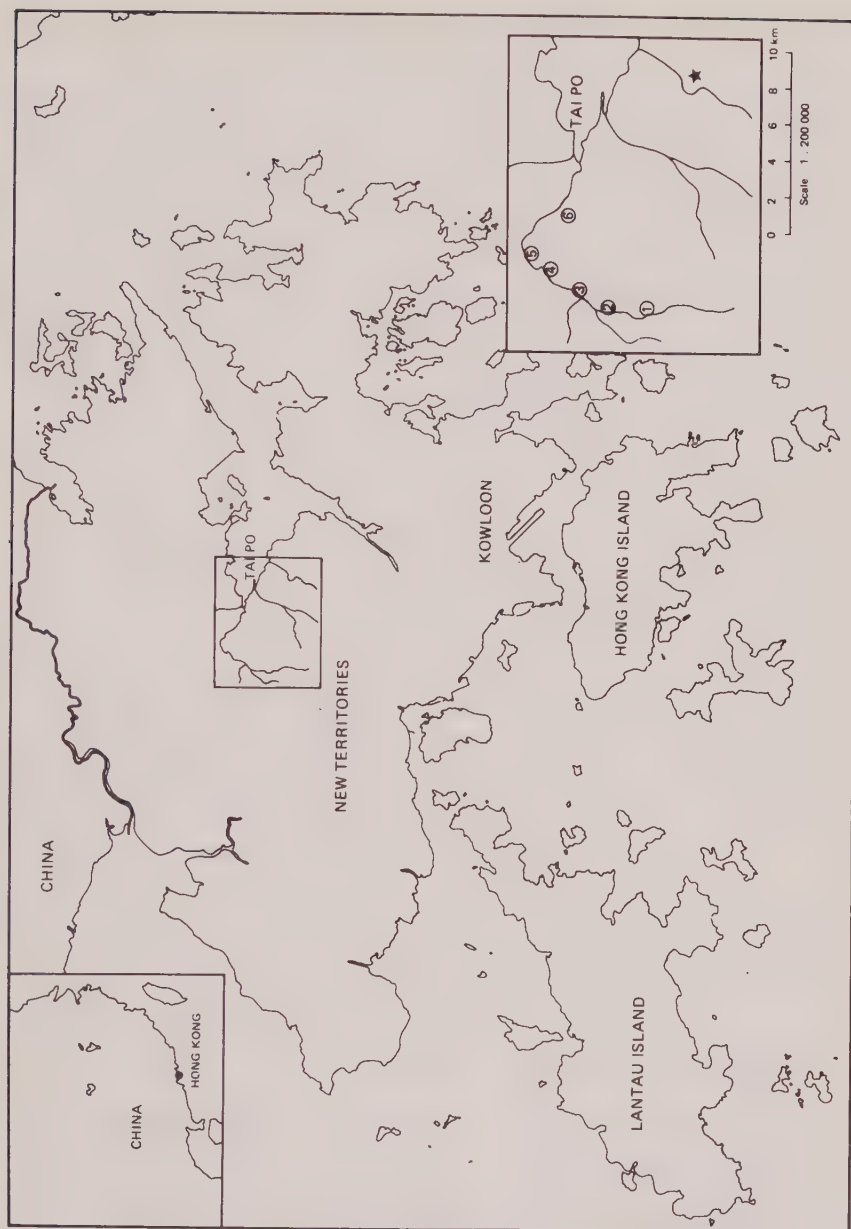 CHINA
HONG KONG
CHINA
NEW TERRITORIES
TAI PO
KOWLOON
HONG KONG ISLAND
LANTAU ISLAND
TAI PO
1
2
3
4
5
6
0 2 4 6 8 10 km
Scale 1 . 200 000